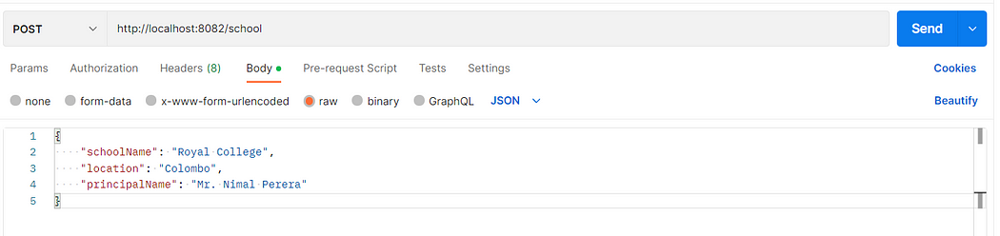 POST http://localhost:8082/school Send
Params Authorization Headers (8) Body Pre-request Script Tests Settings Cookies
none form-data x-www-form-urlencoded raw binary GraphQL JSON Beautify
1 {
2 "schoolName": "Royal College",
3 "location": "Colombo",
4 "principalName": "Mr. Nimal Perera"
5 }